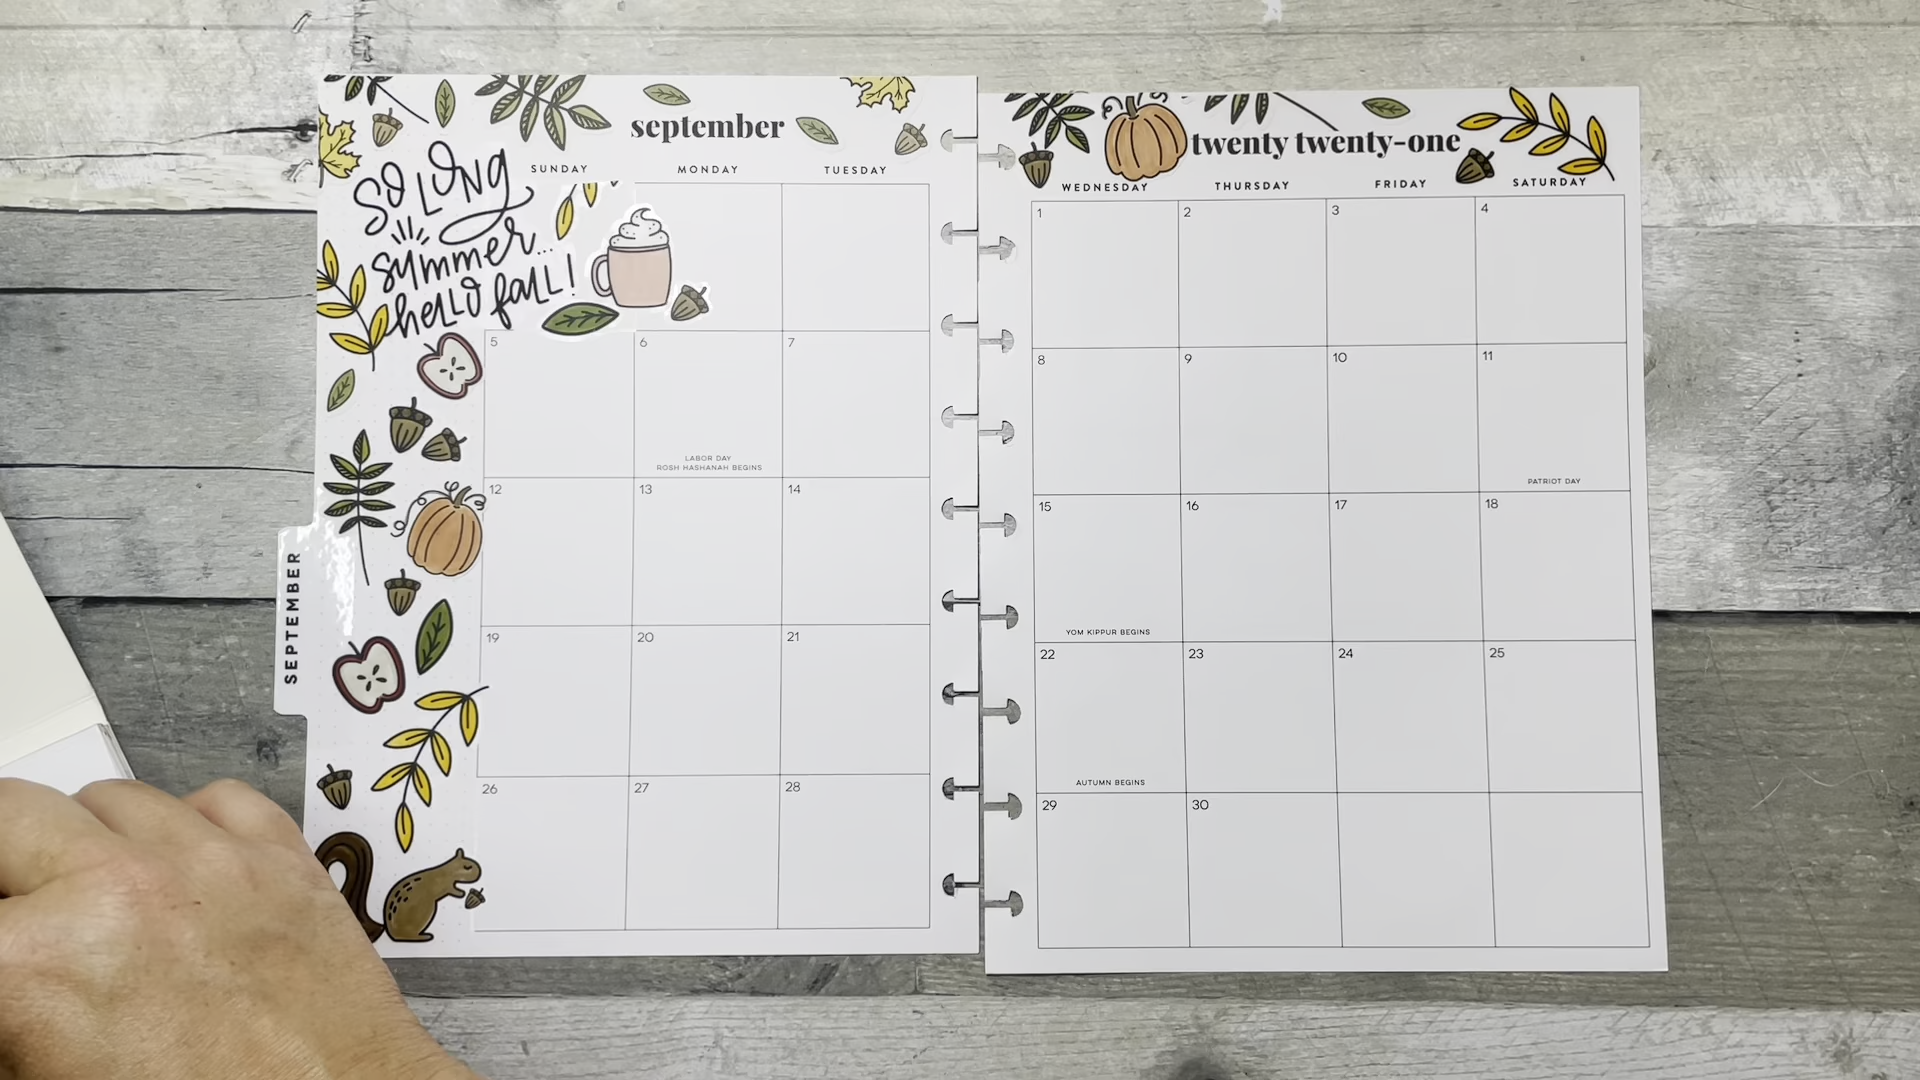 september
SUNDAY MONDAY TUESDAY
SO LONG
summer...
hello fall!
5 6 7
LABOR DAY
ROSH HASHANAH BEGINS
12 13 14
SEPTEMBER
19 20 21
26 27 28
twenty twenty-one
WEDNESDAY THURSDAY FRIDAY SATURDAY
1 2 3 4
8 9 10 11
PATRIOT DAY
15 16 17 18
YOM KIPPUR BEGINS
22 23 24 25
AUTUMN BEGINS
29 30